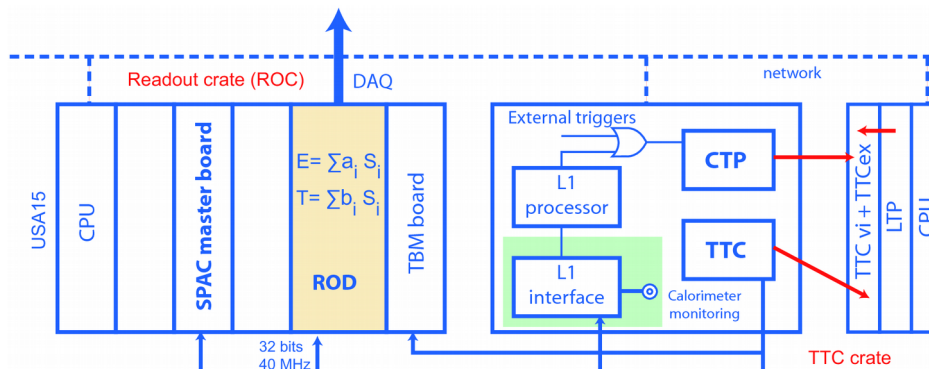 Readout crate (ROC)
DAQ
network
USA15
CPU
SPAC master board
E= ∑a_i S_i
T= ∑b_i S_i
ROD
TBM board
External triggers
CTP
L1
processor
TTC
L1
interface
Calorimeter
monitoring
TTC vi + TTCex
LTP
CPU
32 bits
40 MHz
TTC crate